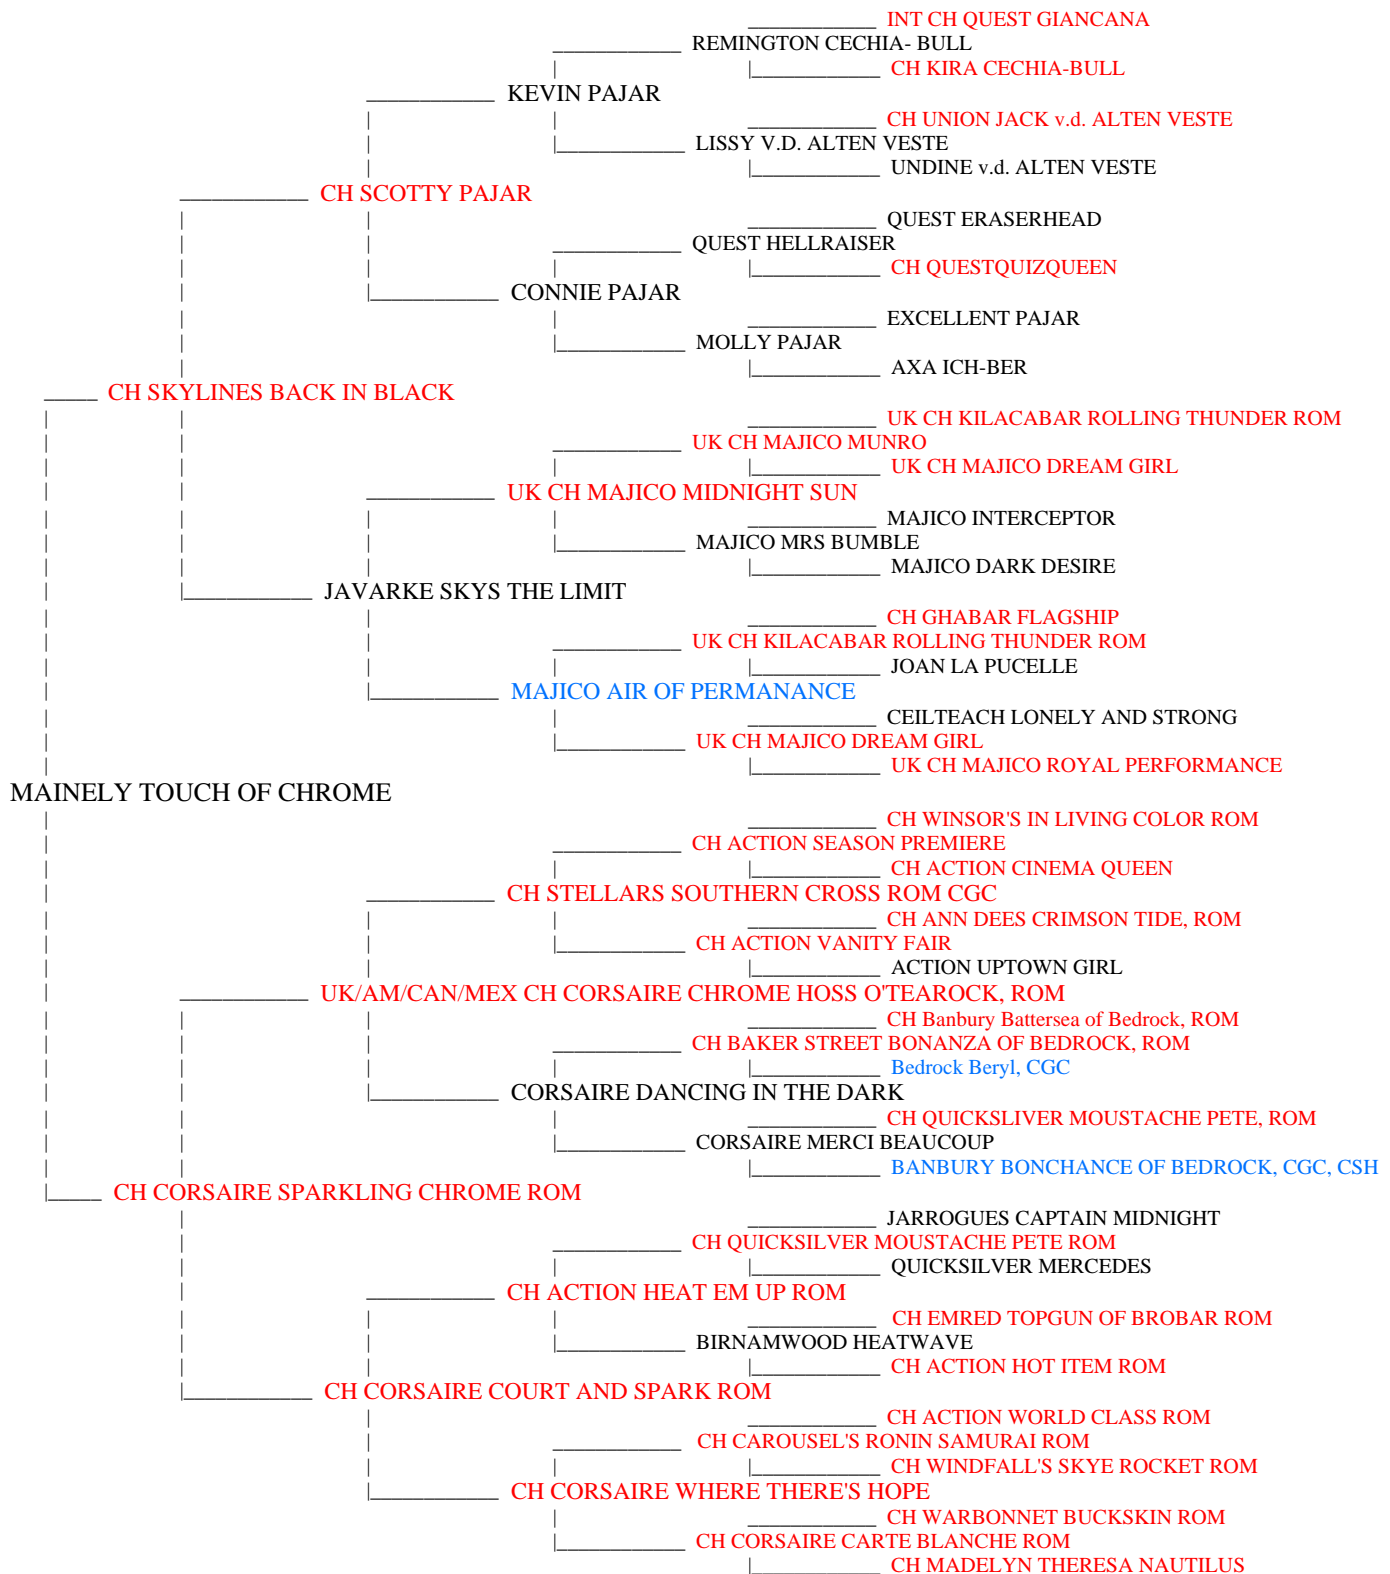 INT CH QUEST GIANCANA
REMINGTON CECHIA- BULL
CH KIRA CECHIA-BULL
KEVIN PAJAR
CH UNION JACK v.d. ALTEN VESTE
LISSY V.D. ALTEN VESTE
UNDINE v.d. ALTEN VESTE
CH SCOTTY PAJAR
QUEST ERASERHEAD
QUEST HELLRAISER
CH QUESTQUIZQUEEN
CONNIE PAJAR
EXCELLENT PAJAR
MOLLY PAJAR
AXA ICH-BER
CH SKYLINES BACK IN BLACK
UK CH KILACABAR ROLLING THUNDER ROM
UK CH MAJICO MUNRO
UK CH MAJICO DREAM GIRL
UK CH MAJICO MIDNIGHT SUN
MAJICO INTERCEPTOR
MAJICO MRS BUMBLE
MAJICO DARK DESIRE
JAVARKE SKYS THE LIMIT
CH GHABAR FLAGSHIP
UK CH KILACABAR ROLLING THUNDER ROM
JOAN LA PUCELLE
MAJICO AIR OF PERMANANCE
CEILTEACH LONELY AND STRONG
UK CH MAJICO DREAM GIRL
UK CH MAJICO ROYAL PERFORMANCE
MAINELY TOUCH OF CHROME
CH WINSOR'S IN LIVING COLOR ROM
CH ACTION SEASON PREMIERE
CH ACTION CINEMA QUEEN
CH STELLARS SOUTHERN CROSS ROM CGC
CH ANN DEES CRIMSON TIDE, ROM
CH ACTION VANITY FAIR
ACTION UPTOWN GIRL
UK/AM/CAN/MEX CH CORSAIRE CHROME HOSS O'TEAROCK, ROM
CH Banbury Battersea of Bedrock, ROM
CH BAKER STREET BONANZA OF BEDROCK, ROM
Bedrock Beryl, CGC
CORSAIRE DANCING IN THE DARK
CH QUICKSLIVER MOUSTACHE PETE, ROM
CORSAIRE MERCI BEAUCOUP
BANBURY BONCHANCE OF BEDROCK, CGC, CSH
CH CORSAIRE SPARKLING CHROME ROM
JARROGUES CAPTAIN MIDNIGHT
CH QUICKSILVER MOUSTACHE PETE ROM
QUICKSILVER MERCEDES
CH ACTION HEAT EM UP ROM
CH EMRED TOPGUN OF BROBAR ROM
BIRNAMWOOD HEATWAVE
CH ACTION HOT ITEM ROM
CH CORSAIRE COURT AND SPARK ROM
CH ACTION WORLD CLASS ROM
CH CAROUSEL'S RONIN SAMURAI ROM
CH WINDFALL'S SKYE ROCKET ROM
CH CORSAIRE WHERE THERE'S HOPE
CH WARBONNET BUCKSKIN ROM
CH CORSAIRE CARTE BLANCHE ROM
CH MADELYN THERESA NAUTILUS